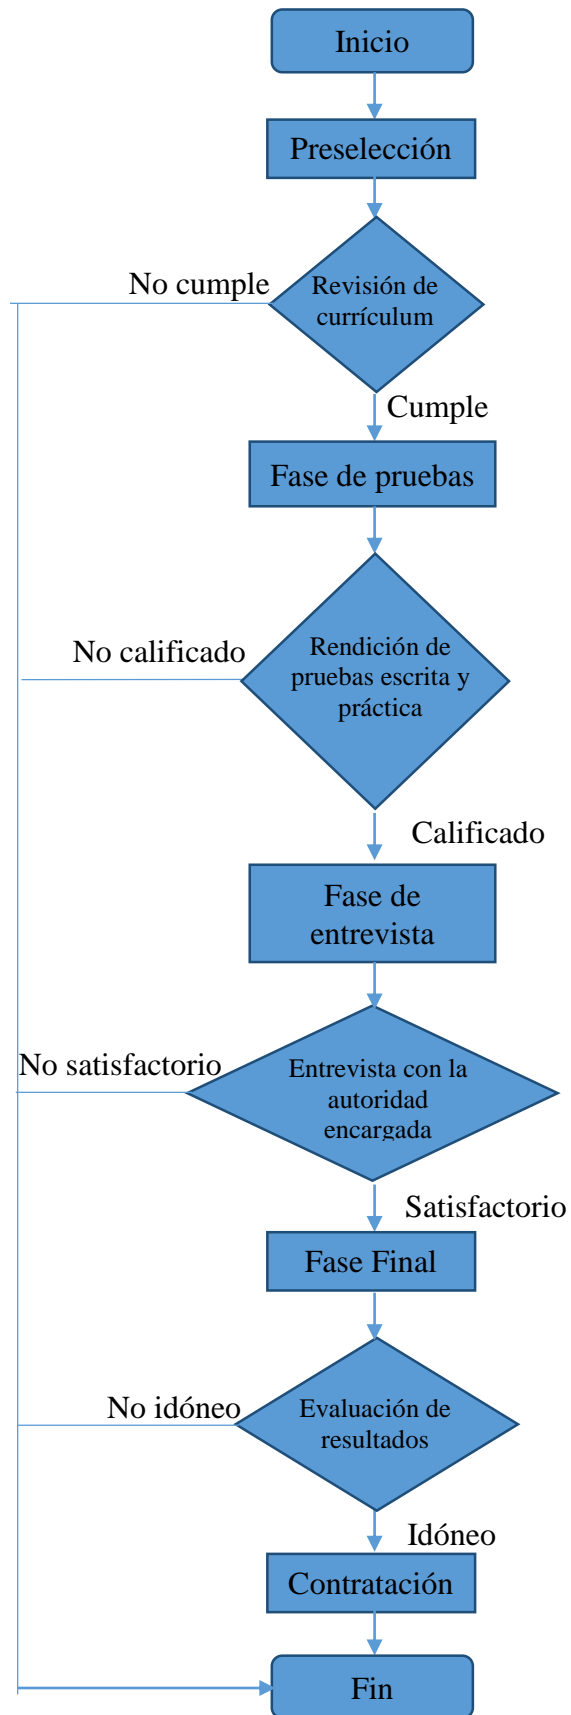 Inicio
Preselección
No cumple
Revisión de
currículum
Cumple
Fase de pruebas
No calificado
Rendición de
pruebas escrita y
práctica
Calificado
Fase de
entrevista
No satisfactorio
Entrevista con la
autoridad
encargada
Satisfactorio
Fase Final
No idóneo
Evaluación de
resultados
Idóneo
Contratación
Fin